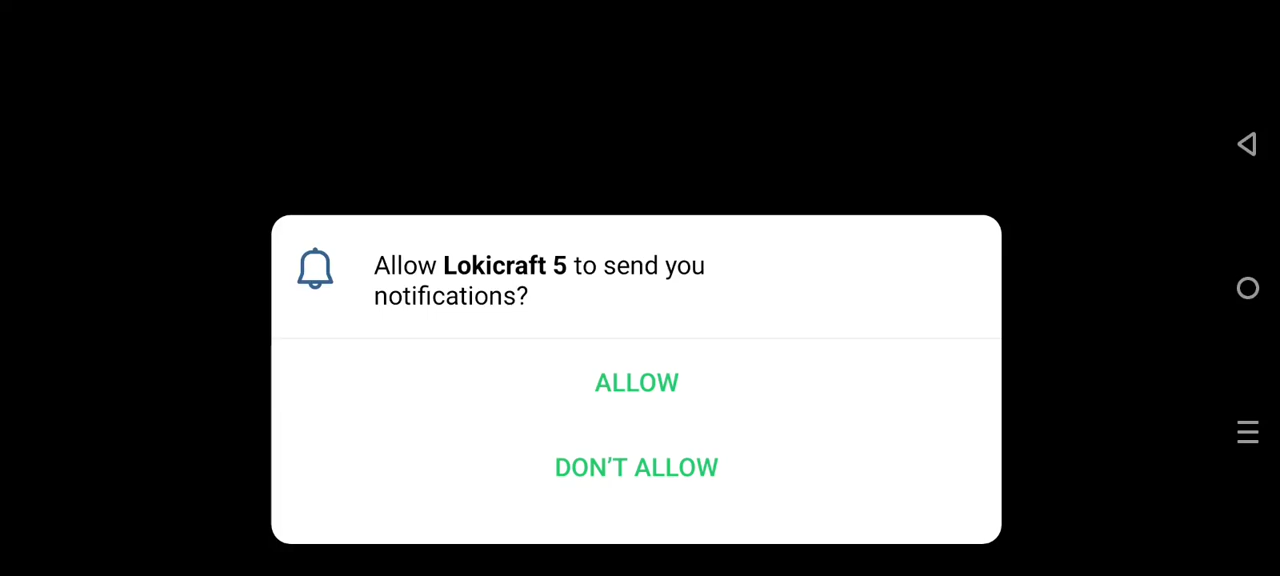 Allow Lokicraft 5 to send you
notifications?
ALLOW
DON’T ALLOW